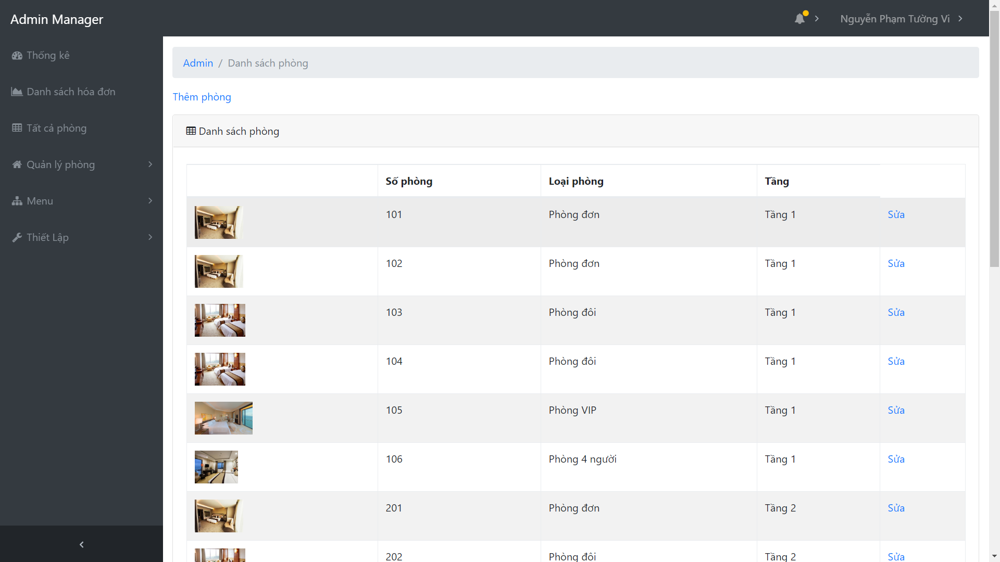 Admin Manager
Nguyễn Phạm Tường Vi
Thống kê
Danh sách hóa đơn
Tất cả phòng
Quản lý phòng
Menu
Thiết Lập
Admin / Danh sách phòng
Thêm phòng
Danh sách phòng
Số phòng Loại phòng Tầng
101 Phòng đơn Tầng 1 Sửa
102 Phòng đơn Tầng 1 Sửa
103 Phòng đôi Tầng 1 Sửa
104 Phòng đôi Tầng 1 Sửa
105 Phòng VIP Tầng 1 Sửa
106 Phòng 4 người Tầng 1 Sửa
201 Phòng đơn Tầng 2 Sửa
202 Phòng đôi Tầng 2 Sửa